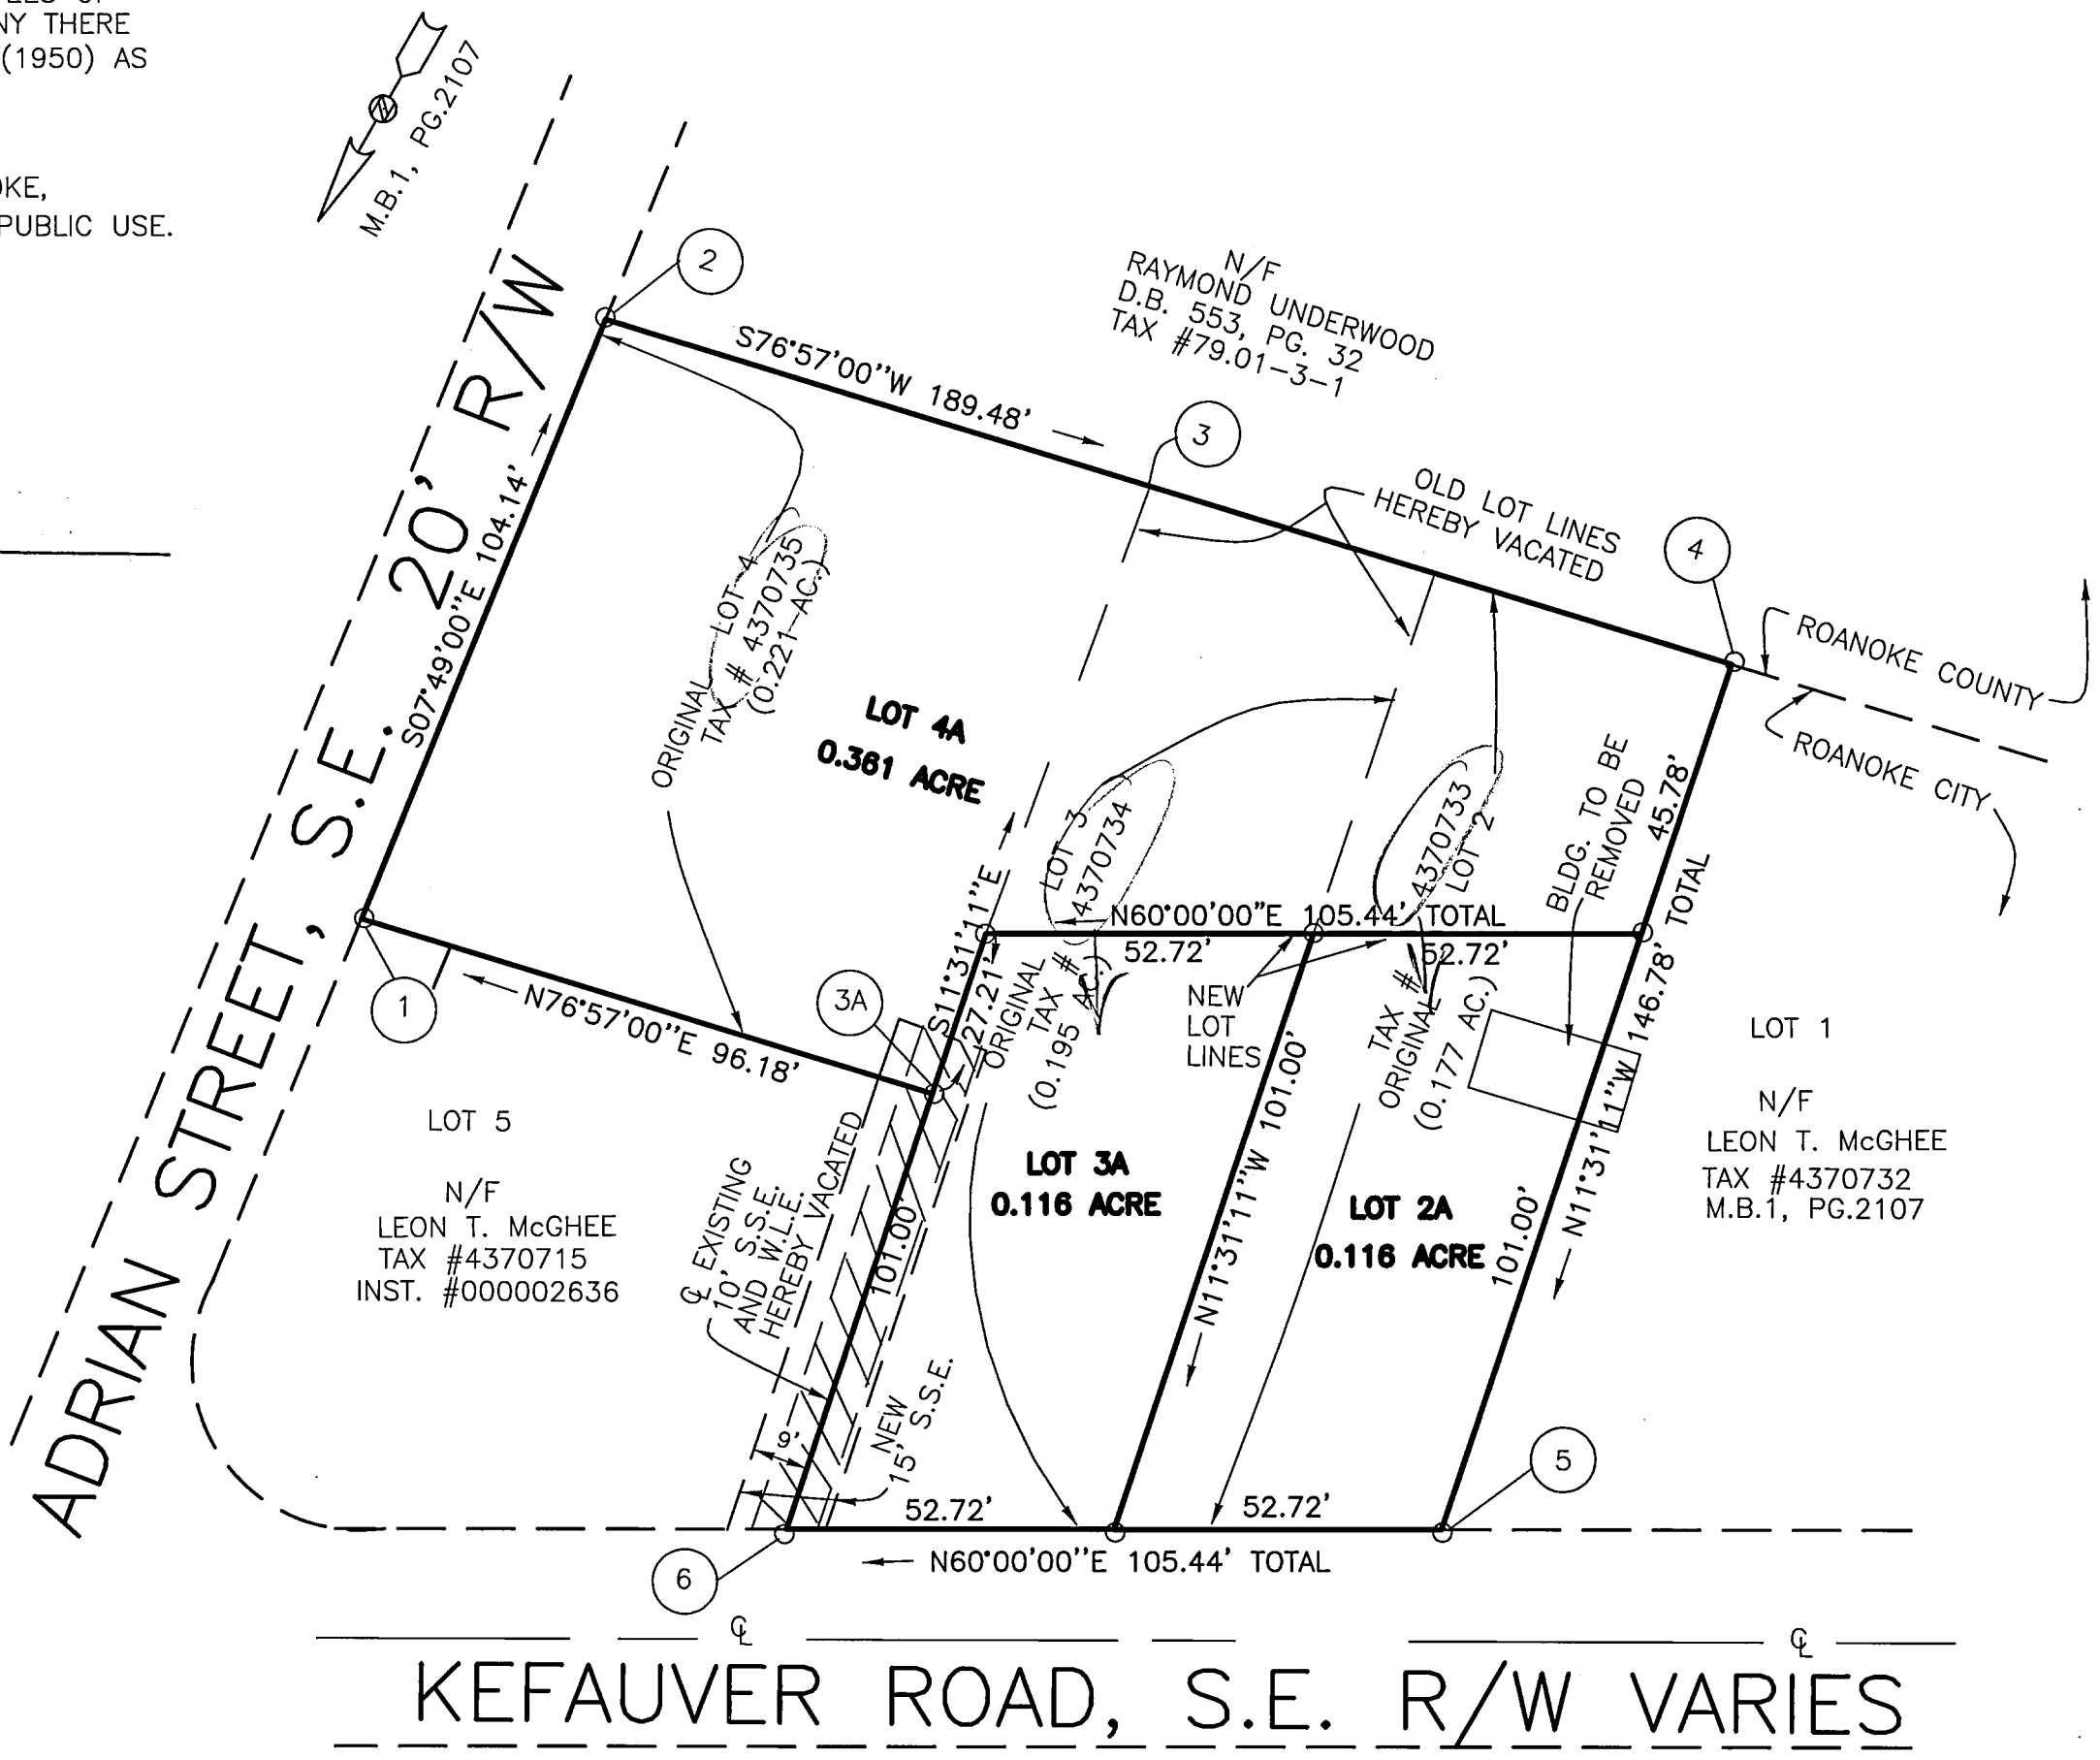 NY THERE
(1950) AS
OKE,
PUBLIC USE.
M.B.1, PG.2107
2
N/F
RAYMOND UNDERWOOD
D.B. 553, PG. 32
TAX #79.01-3-1
S76°57'00''W 189.48'
3
OLD LOT LINES
HEREBY VACATED
4
ROANOKE COUNTY
ROANOKE CITY
ADRIAN STREET, S.E. 20' R/W
S07°49'00''E 104.14'
ORIGINAL LOT 4
TAX # 4370735
(0.221 AC.)
LOT 4A
0.361 ACRE
ORIGINAL LOT 3
TAX # 4370734
(0.195 AC.)
TAX # 4370733
ORIGINAL LOT 2
(0.177 AC.)
BLDG. TO BE
REMOVED
45.78'
N11°31'11''W 146.78' TOTAL
N60°00'00"E 105.44' TOTAL
52.72'
52.72'
S11°31'11''E
27.21'
1
N76°57'00''E 96.18'
3A
NEW
LOT
LINES
LOT 1
N/F
LEON T. McGHEE
TAX #4370732
M.B.1, PG.2107
LOT 5
N/F
LEON T. McGHEE
TAX #4370715
INST. #000002636
℄ EXISTING
10' S.S.E.
AND W.L.E.
HEREBY VACATED
101.00'
LOT 3A
0.116 ACRE
N11°31'11''W 101.00'
LOT 2A
0.116 ACRE
101.00'
NEW
15' S.S.E.
9'
5
52.72'
52.72'
6
N60°00'00''E 105.44' TOTAL
℄
℄
KEFAUVER ROAD, S.E. R/W VARIES